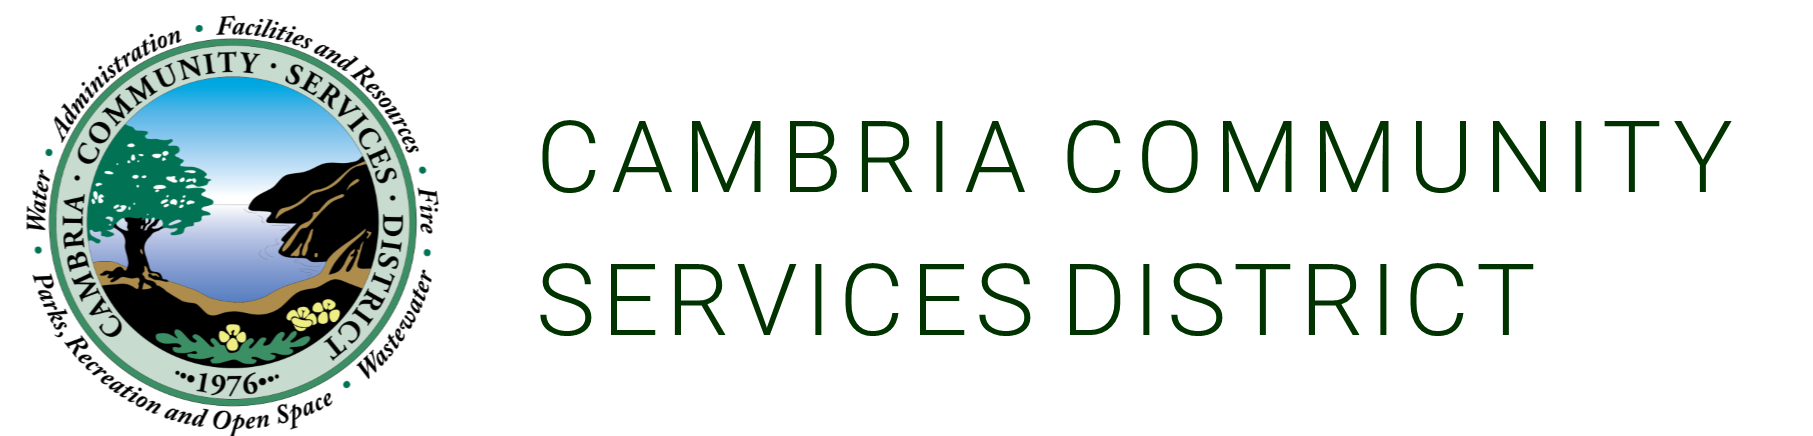 Administration • Facilities and Resources • Fire • Wastewater • Parks, Recreation and Open Space • Water •
CAMBRIA · COMMUNITY · SERVICES · DISTRICT
•••1976•••
CAMBRIA COMMUNITY
SERVICES DISTRICT